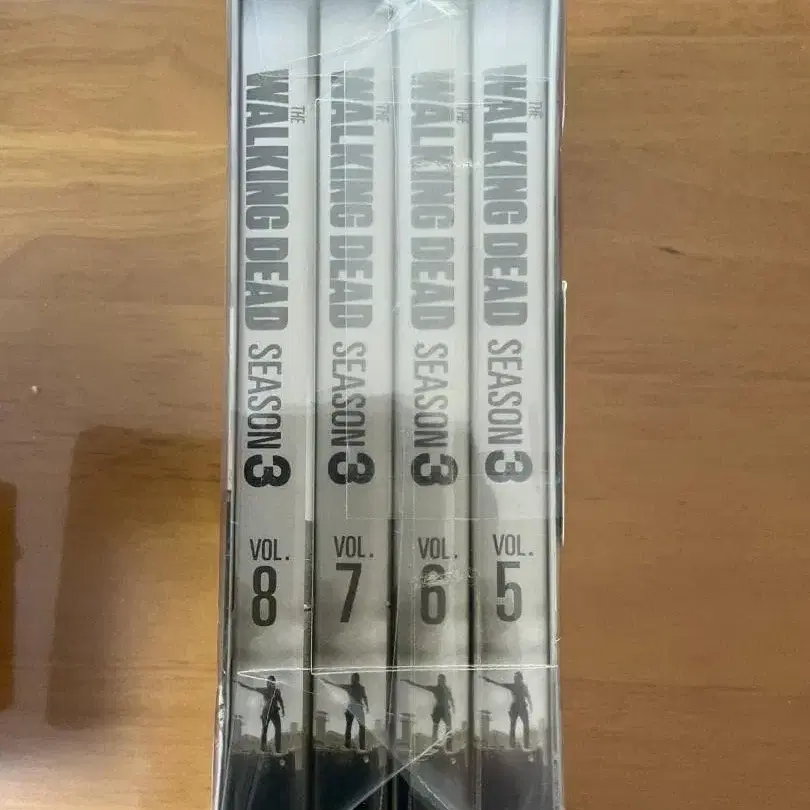 THE
WALKING DEAD SEASON 3
VOL.
8
THE
WALKING DEAD SEASON 3
VOL.
7
THE
WALKING DEAD SEASON 3
VOL.
6
THE
WALKING DEAD SEASON 3
VOL.
5